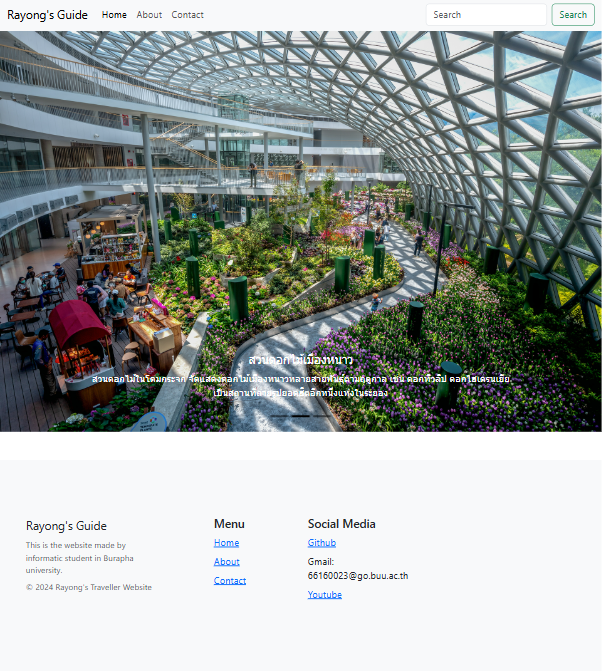 Rayong's Guide
Home
About
Contact
Search
Search
สวนดอกไม้เมืองหนาว
สวนดอกไม้ในโดมกระจก จัดแสดงดอกไม้เมืองหนาวหลากสายพันธุ์ตามฤดูกาล เช่น ดอกทิวลิป ดอกไฮเดรนเยีย
เป็นสถานที่ถ่ายรูปยอดฮิตอีกหนึ่งแห่งในระยอง
Rayong's Guide
This is the website made by
informatic student in Burapha
university.
© 2024 Rayong's Traveller Website
Menu
Home
About
Contact
Social Media
Github
Gmail:
66160023@go.buu.ac.th
Youtube